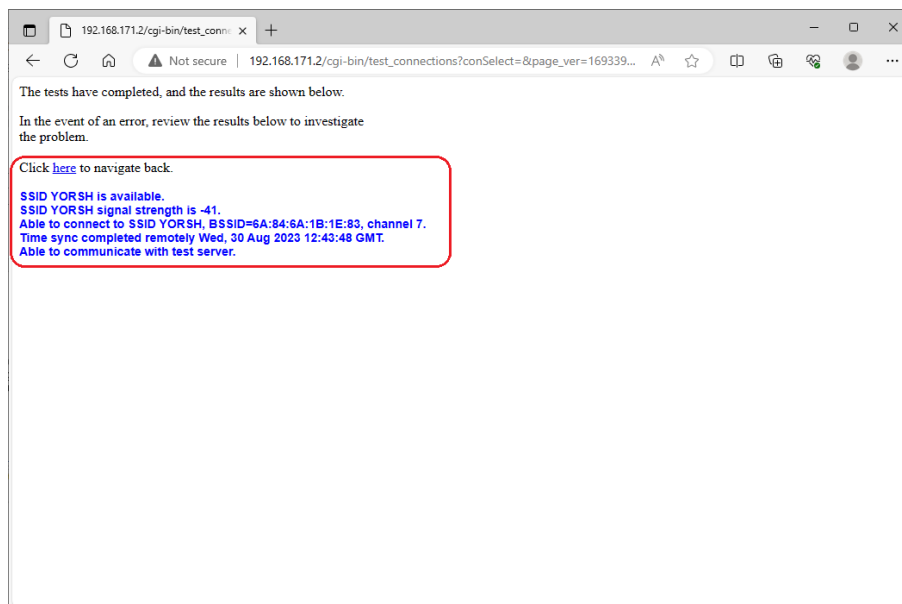 192.168.171.2/cgi-bin/test_conne
Not secure | 192.168.171.2/cgi-bin/test_connections?conSelect=&page_ver=169339...
The tests have completed, and the results are shown below.
In the event of an error, review the results below to investigate
the problem.
Click here to navigate back.
SSID YORSH is available.
SSID YORSH signal strength is -41.
Able to connect to SSID YORSH, BSSID=6A:84:6A:1B:1E:83, channel 7.
Time sync completed remotely Wed, 30 Aug 2023 12:43:48 GMT.
Able to communicate with test server.